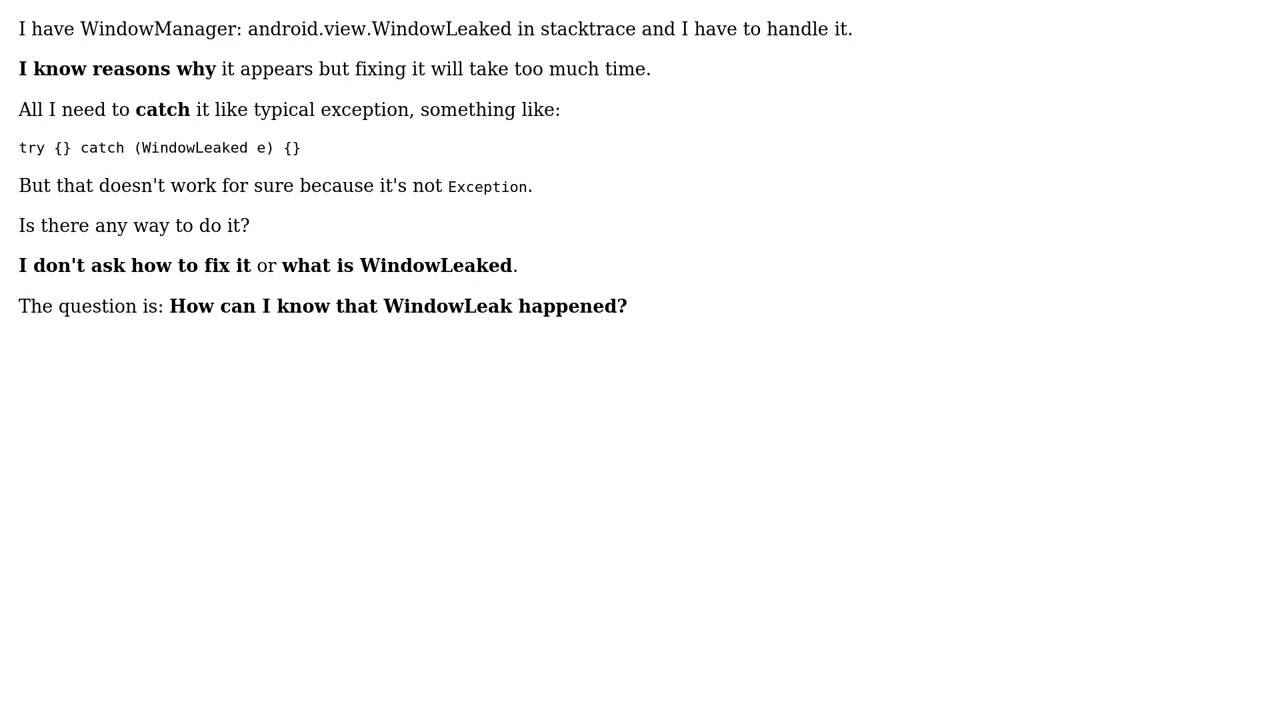 I have WindowManager: android.view.WindowLeaked in stacktrace and I have to handle it.
I know reasons why it appears but fixing it will take too much time.
All I need to catch it like typical exception, something like:
try {} catch (WindowLeaked e) {}
But that doesn't work for sure because it's not Exception.
Is there any way to do it?
I don't ask how to fix it or what is WindowLeaked.
The question is: How can I know that WindowLeak happened?